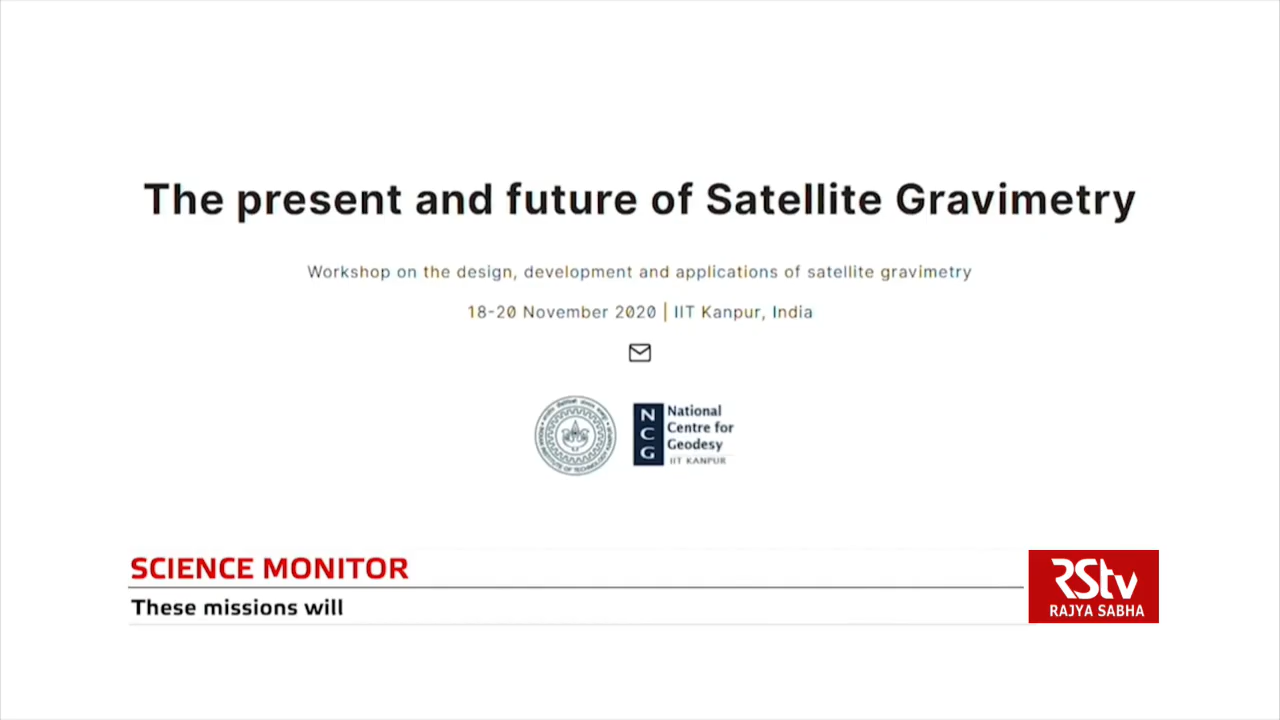 The present and future of Satellite Gravimetry
Workshop on the design, development and applications of satellite gravimetry
18-20 November 2020 | IIT Kanpur, India
NCG
National
Centre for
Geodesy
IIT KANPUR
SCIENCE MONITOR
These missions will
RStv
RAJYA SABHA